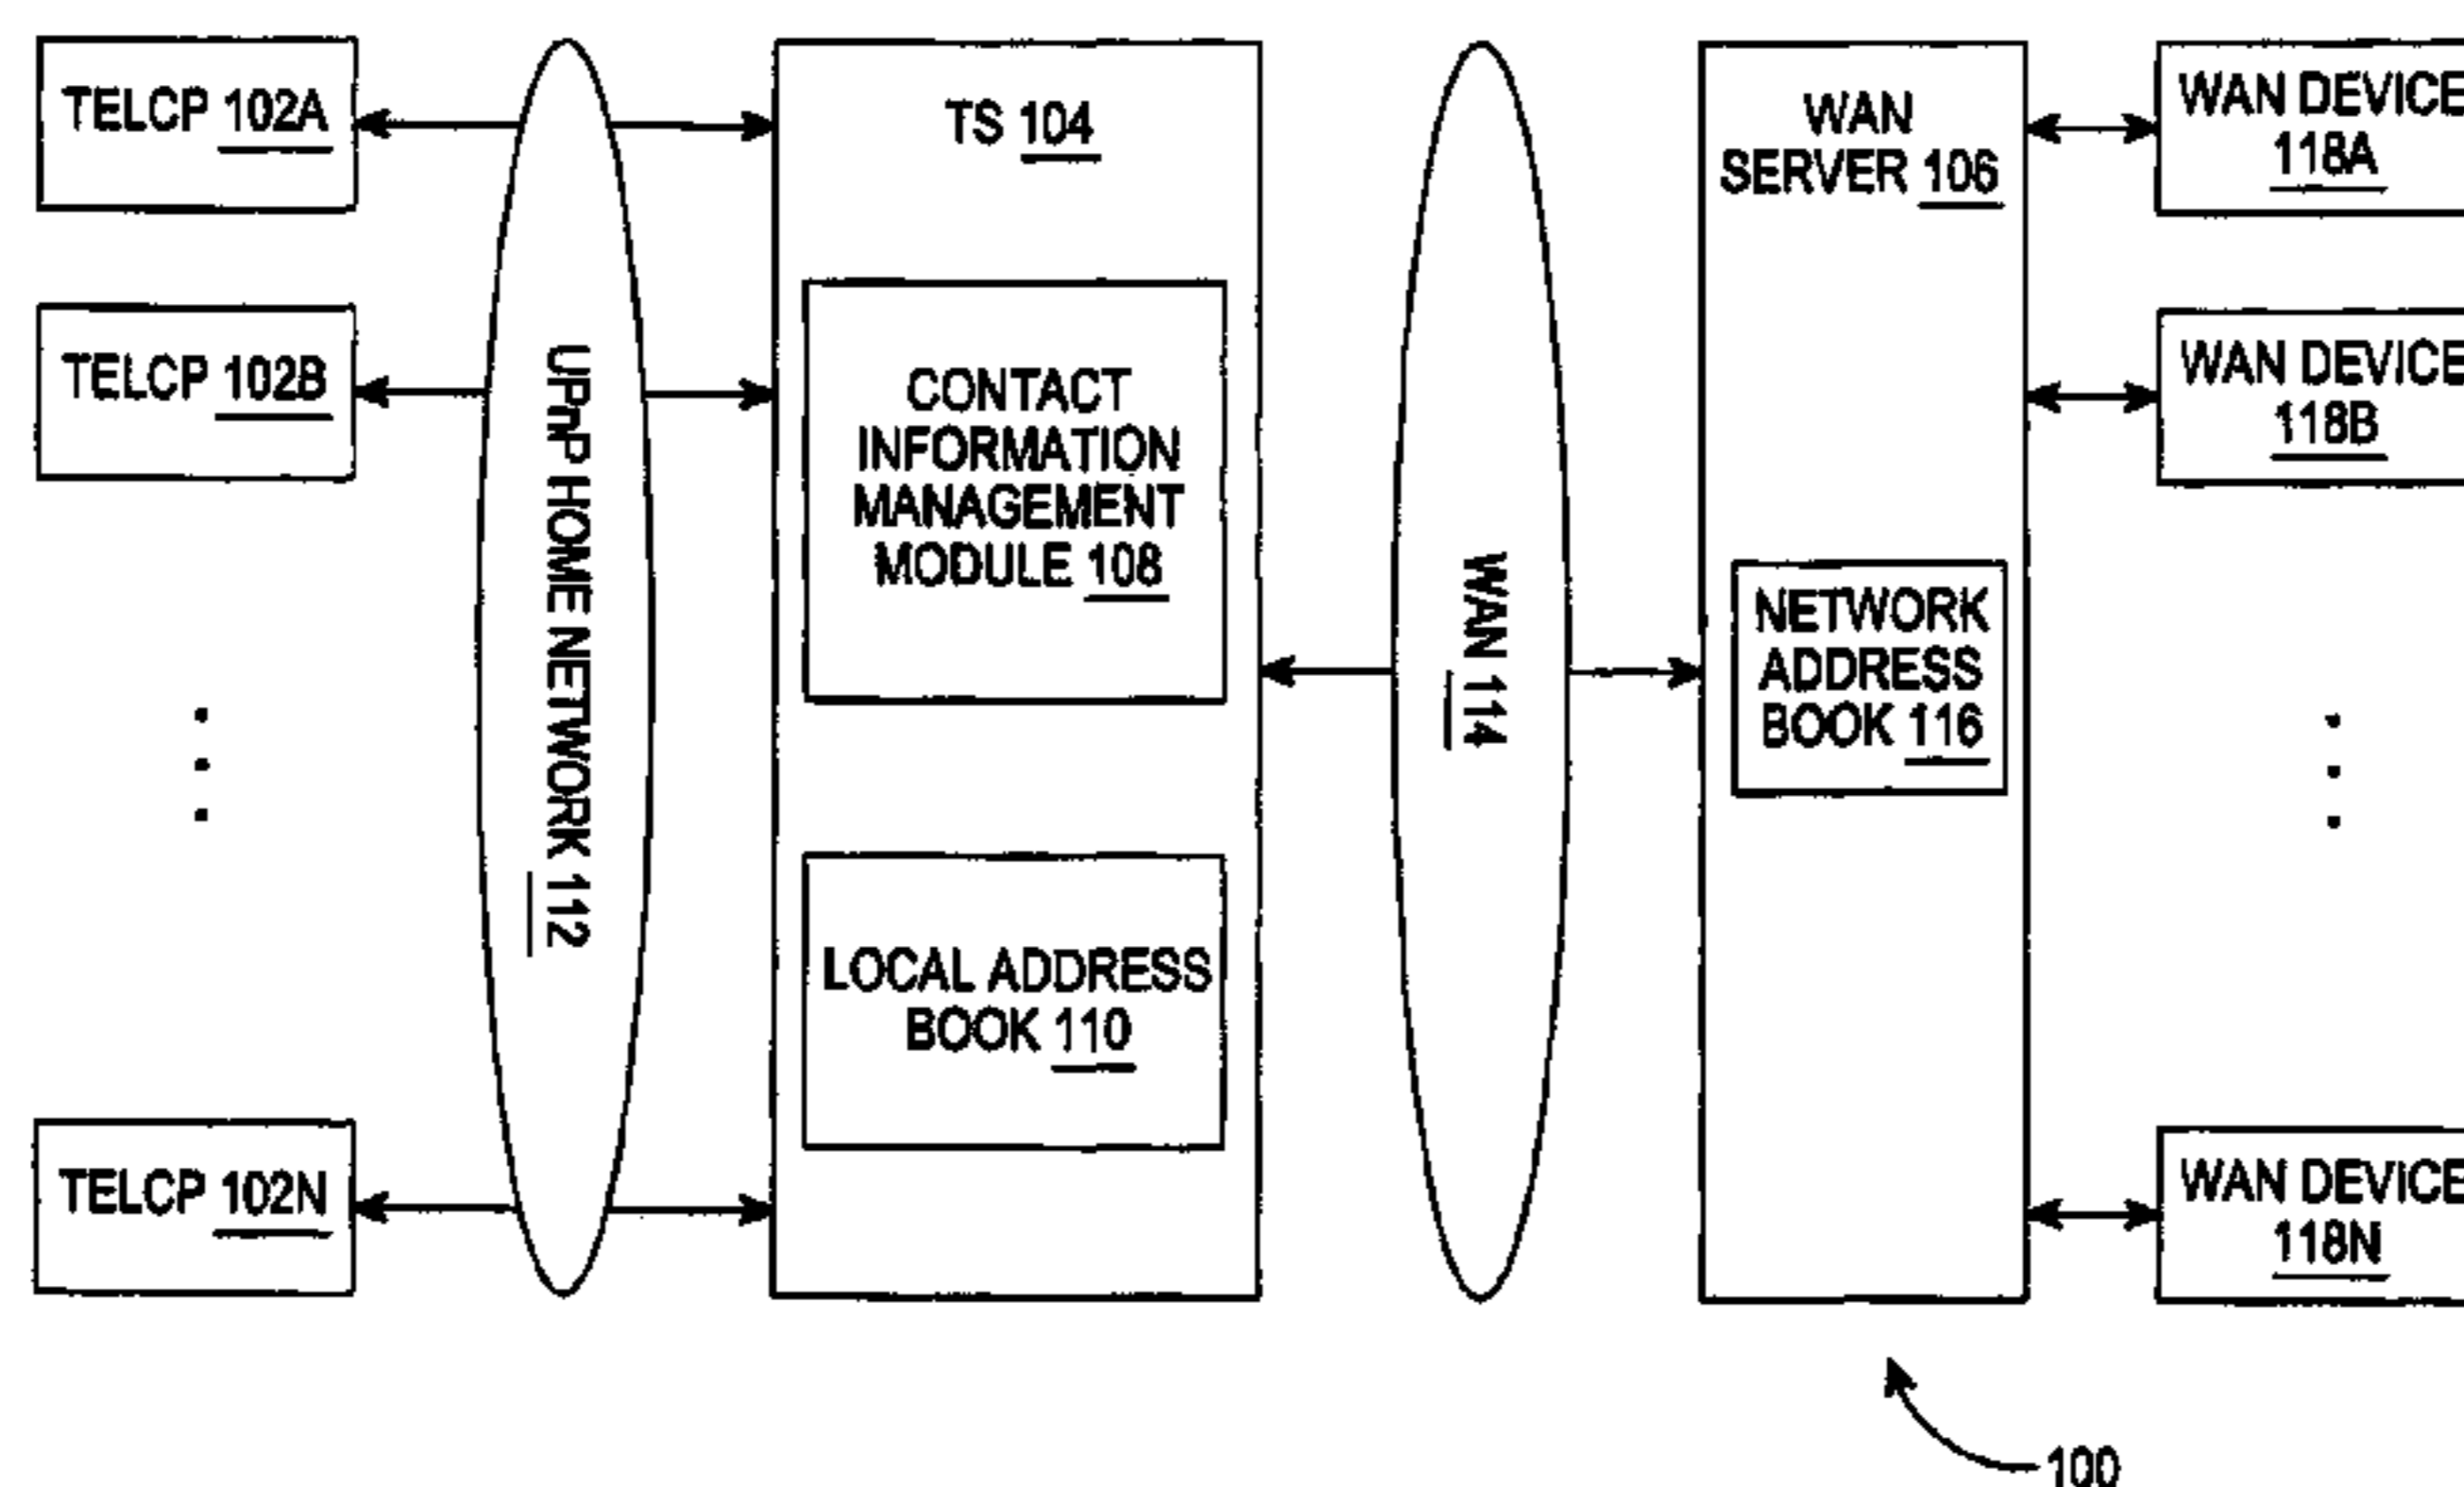 TELCP 102A
TELCP 102B
TELCP 102N
UPnP HOME NETWORK 112
TS 104
CONTACT
INFORMATION
MANAGEMENT
MODULE 108
LOCAL ADDRESS
BOOK 110
WAN 114
WAN
SERVER 106
NETWORK
ADDRESS
BOOK 116
WAN DEVICE
118A
WAN DEVICE
118B
WAN DEVICE
118N
100